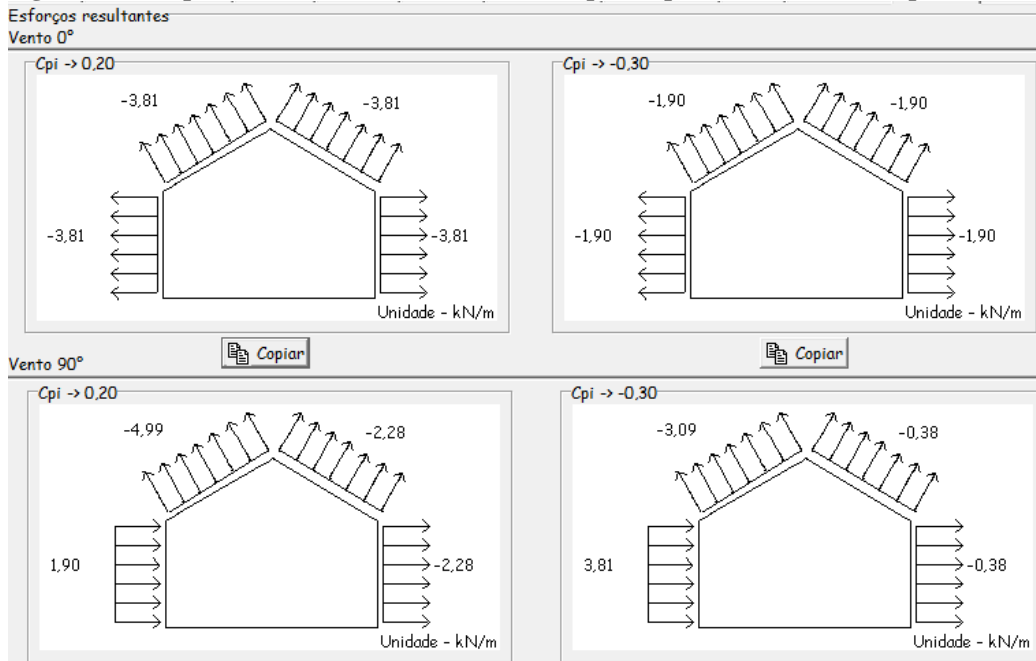 Esforços resultantes
Vento 0°
Cpi -> 0,20
-3,81
-3,81
-3,81
-3,81
Unidade - kN/m
Copiar
Cpi -> -0,30
-1,90
-1,90
-1,90
-1,90
Unidade - kN/m
Copiar
Vento 90°
Cpi -> 0,20
-4,99
-2,28
1,90
-2,28
Unidade - kN/m
Cpi -> -0,30
-3,09
-0,38
3,81
-0,38
Unidade - kN/m